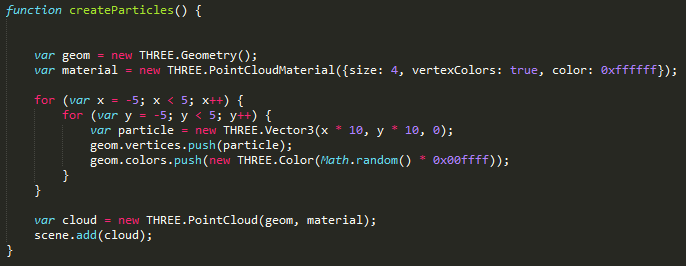 function createParticles() {
var geom = new THREE.Geometry();
var material = new THREE.PointCloudMaterial({size: 4, vertexColors: true, color: 0xffffff});
for (var x = -5; x < 5; x++) {
for (var y = -5; y < 5; y++) {
var particle = new THREE.Vector3(x * 10, y * 10, 0);
geom.vertices.push(particle);
geom.colors.push(new THREE.Color(Math.random() * 0x00ffff));
}
}
var cloud = new THREE.PointCloud(geom, material);
scene.add(cloud);
}